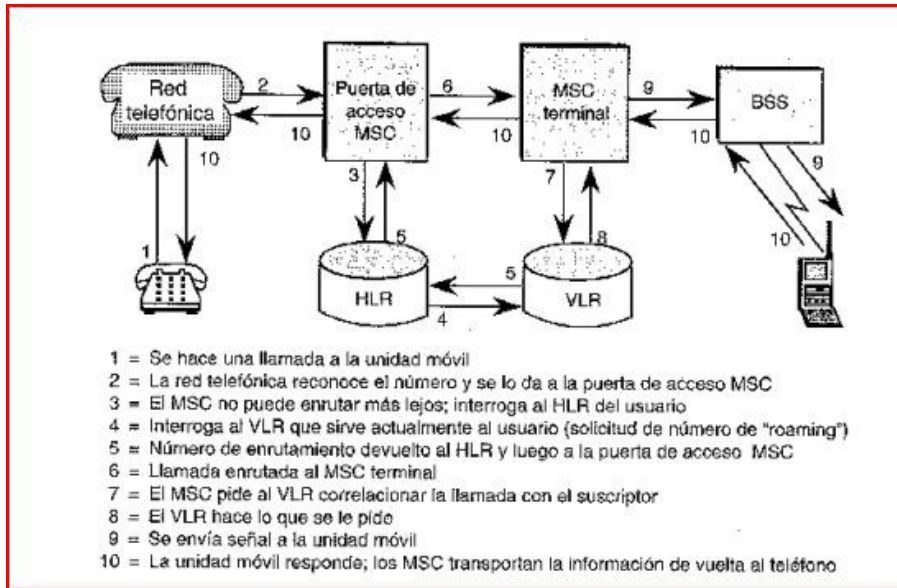 Red
telefónica
2
10
Puerta de
acceso
MSC
6
10
MSC
terminal
9
10
BSS
10
1
3
5
7
8
9
10
HLR
5
4
VLR
1 = Se hace una llamada a la unidad móvil
2 = La red telefónica reconoce el número y se lo da a la puerta de acceso MSC
3 = El MSC no puede enrutar más lejos; interroga al HLR del usuario
4 = Interroga al VLR que sirve actualmente al usuario (solicitud de número de "roaming")
5 = Número de enrutamiento devuelto al HLR y luego a la puerta de acceso MSC
6 = Llamada enrutada al MSC terminal
7 = El MSC pide al VLR correlacionar la llamada con el suscriptor
8 = El VLR hace lo que se le pide
9 = Se envía señal a la unidad móvil
10 = La unidad móvil responde; los MSC transportan la información de vuelta al teléfono